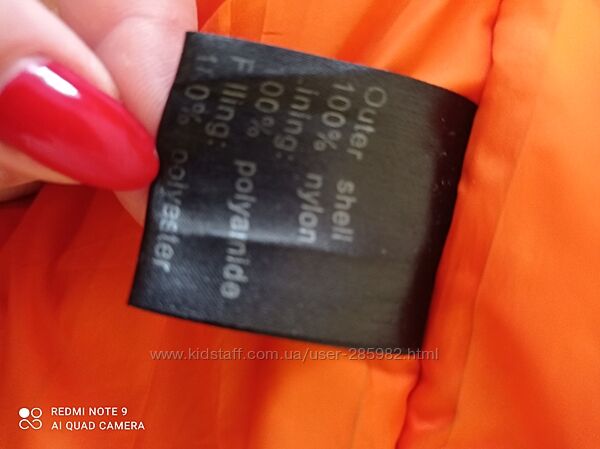 Outer shell
100% nylon
Lining:
100% polyanide
Filling:
100% polyester
www.kidstaff.com.ua/user-285982.html
REDMI NOTE 9
AI QUAD CAMERA